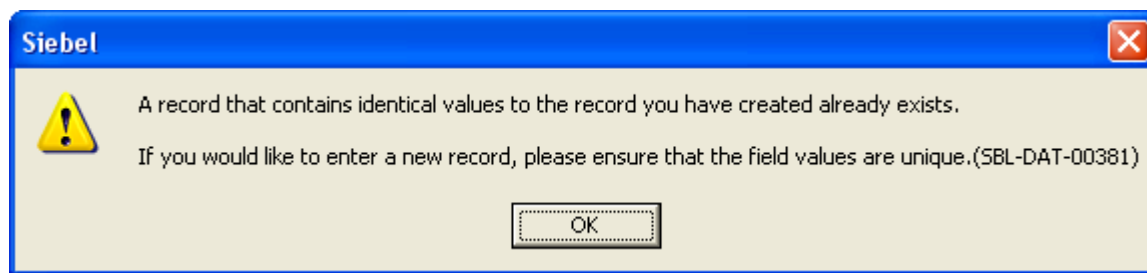 Siebel
A record that contains identical values to the record you have created already exists.
If you would like to enter a new record, please ensure that the field values are unique.(SBL-DAT-00381)
OK